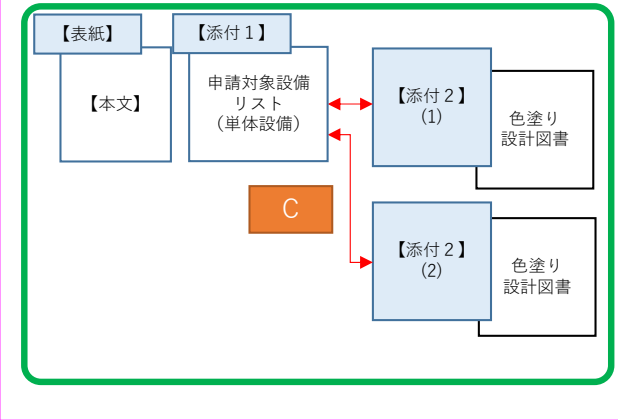 【表紙】
【添付１】
【本文】
申請対象設備
リスト
（単体設備）
【添付２】
(1)
色塗り
設計図書
C
【添付２】
(2)
色塗り
設計図書